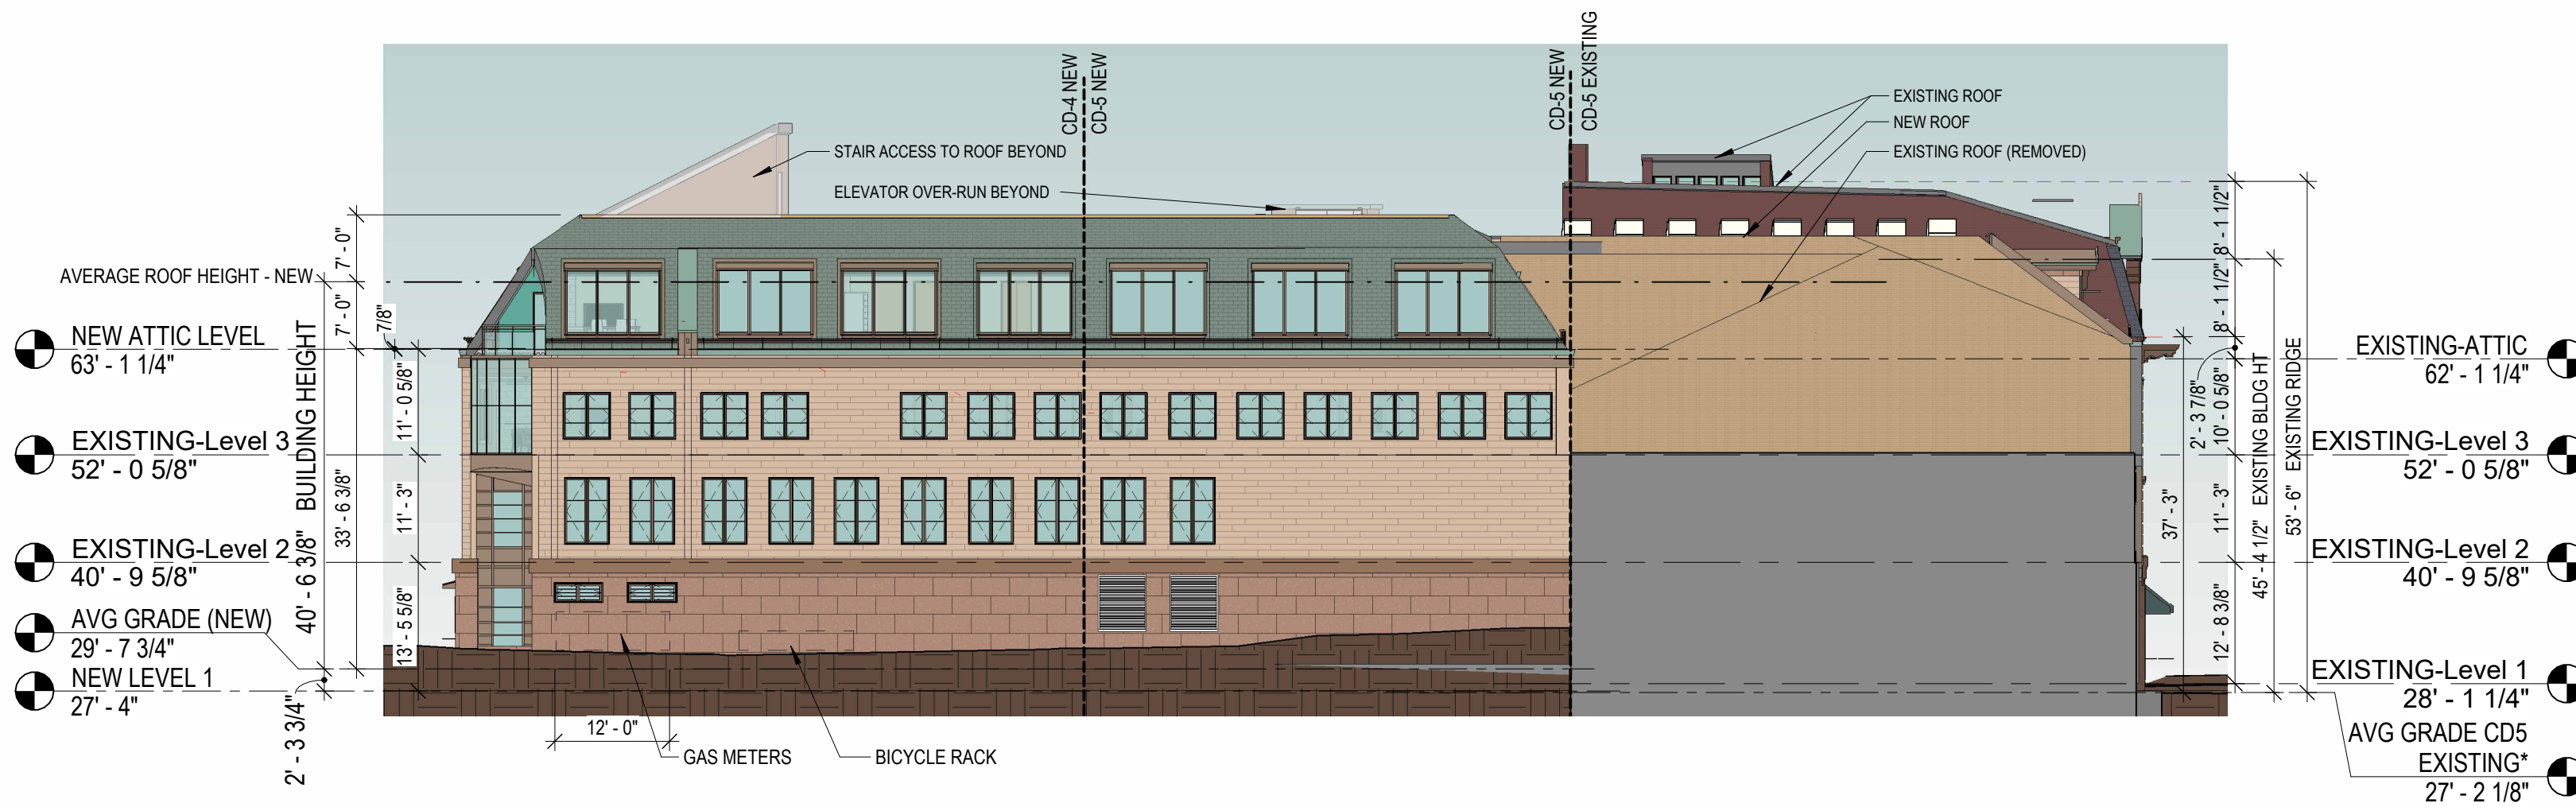 CD-4 NEW
CD-5 NEW
CD-5 NEW
CD-5 EXISTING
EXISTING ROOF
NEW ROOF
EXISTING ROOF (REMOVED)
STAIR ACCESS TO ROOF BEYOND
ELEVATOR OVER-RUN BEYOND
AVERAGE ROOF HEIGHT - NEW
NEW ATTIC LEVEL
63' - 1 1/4"
EXISTING-Level 3
52' - 0 5/8"
EXISTING-Level 2
40' - 9 5/8"
AVG GRADE (NEW)
29' - 7 3/4"
NEW LEVEL 1
27' - 4"
2' - 3 3/4"
40' - 6 3/8" BUILDING HEIGHT
7' - 0"
7' - 0"
33' - 6 3/8"
7/8"
11' - 0 5/8"
11' - 3"
13' - 5 5/8"
12' - 0"
GAS METERS
BICYCLE RACK
8' - 1 1/2"
8' - 1 1/2"
2' - 3 7/8"
10' - 0 5/8"
37' - 3"
11' - 3"
12' - 8 3/8"
45' - 4 1/2" EXISTING BLDG HT
53' - 6" EXISTING RIDGE
EXISTING-ATTIC
62' - 1 1/4"
EXISTING-Level 3
52' - 0 5/8"
EXISTING-Level 2
40' - 9 5/8"
EXISTING-Level 1
28' - 1 1/4"
AVG GRADE CD5
EXISTING*
27' - 2 1/8"